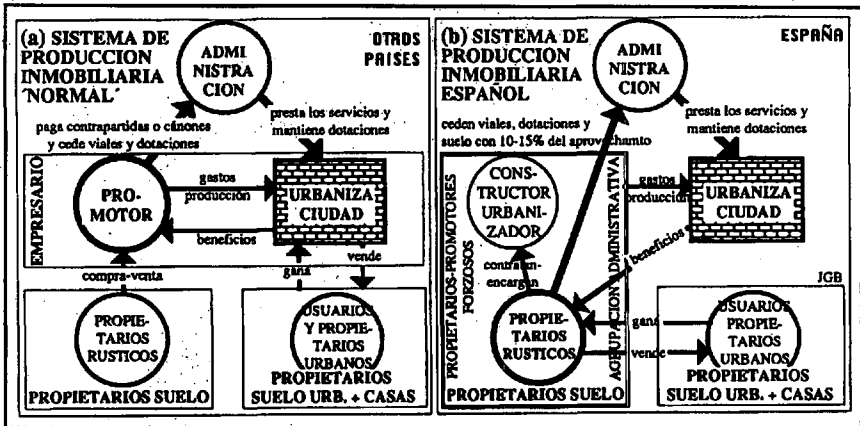 (a) SISTEMA DE
PRODUCION
INMOBILIARIA
´NORMAL´
OTROS
PAISES
ADMI
NISTRA
CION
paga contrapartidas o cánones
y cede viales y dotaciones
presta los servicios y
mantiene dotaciones
EMPRESARIO
PRO-
MOTOR
gastos
producción
beneficios
URBANIZA
CIUDAD
compra-venta
gana
vende
PROPIE-
TARIOS
RUSTICOS
PROPIETARIOS SUELO
USUARIOS
Y PROPIE-
TARIOS
URBANOS
PROPIETARIOS
SUELO URB. + CASAS
(b) SISTEMA DE
PRODUCION
INMOBILIARIA
ESPAÑOL
ESPAÑA
ADMI
NISTRA
CION
ceden viales, dotaciones y
suelo con 10-15% del aprovechamto
presta los servicios y
mantiene dotaciones
PROPIETARIOS-PROMOTORES
FORZOSOS
CONS-
TRUCTOR
URBANI-
ZADOR
AGRUPACION ADMINISTRATIVA
gastos
producción
URBANIZA
CIUDAD
beneficios
contratan-
encargan
JGB
PROPIE-
TARIOS
RUSTICOS
PROPIETARIOS SUELO
gana
vende
USUARIOS
PROPIE-
TARIOS
URBANOS
PROPIETARIOS
SUELO URB. + CASAS